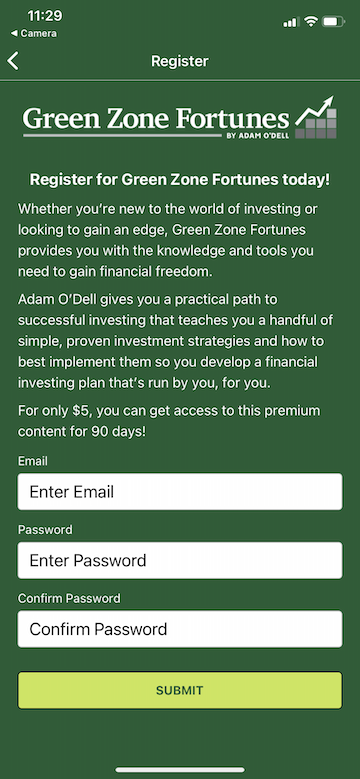 11:29
◀ Camera
Register
Green Zone Fortunes
BY ADAM O'DELL
Register for Green Zone Fortunes today!
Whether you’re new to the world of investing or
looking to gain an edge, Green Zone Fortunes
provides you with the knowledge and tools you
need to gain financial freedom.
Adam O’Dell gives you a practical path to
successful investing that teaches you a handful of
simple, proven investment strategies and how to
best implement them so you develop a financial
investing plan that’s run by you, for you.
For only $5, you can get access to this premium
content for 90 days!
Email
Enter Email
Password
Enter Password
Confirm Password
Confirm Password
SUBMIT